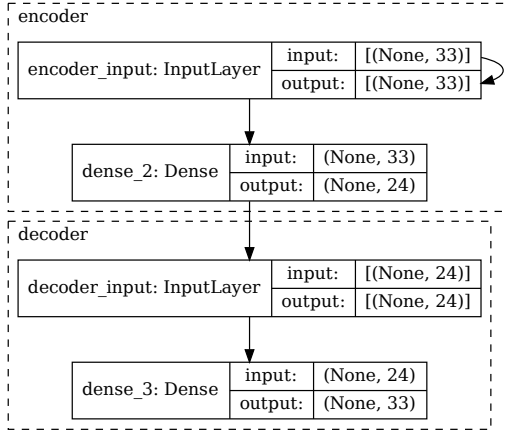 encoder
encoder_input: InputLayer input: [(None, 33)]
output: [(None, 33)]
dense_2: Dense input: (None, 33)
output: (None, 24)
decoder
decoder_input: InputLayer input: [(None, 24)]
output: [(None, 24)]
dense_3: Dense input: (None, 24)
output: (None, 33)